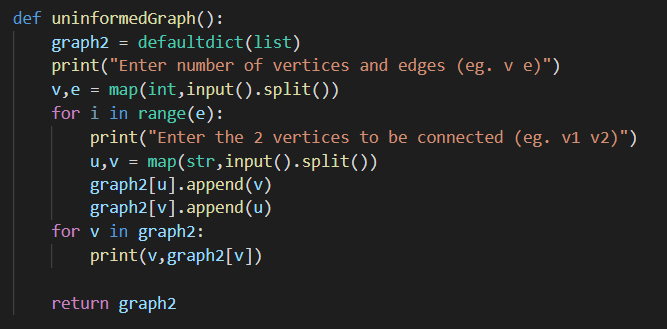 def uninformedGraph():
    graph2 = defaultdict(list)
    print("Enter number of vertices and edges (eg. v e)")
    v,e = map(int,input().split())
    for i in range(e):
        print("Enter the 2 vertices to be connected (eg. v1 v2)")
        u,v = map(str,input().split())
        graph2[u].append(v)
        graph2[v].append(u)
    for v in graph2:
        print(v,graph2[v])
    return graph2